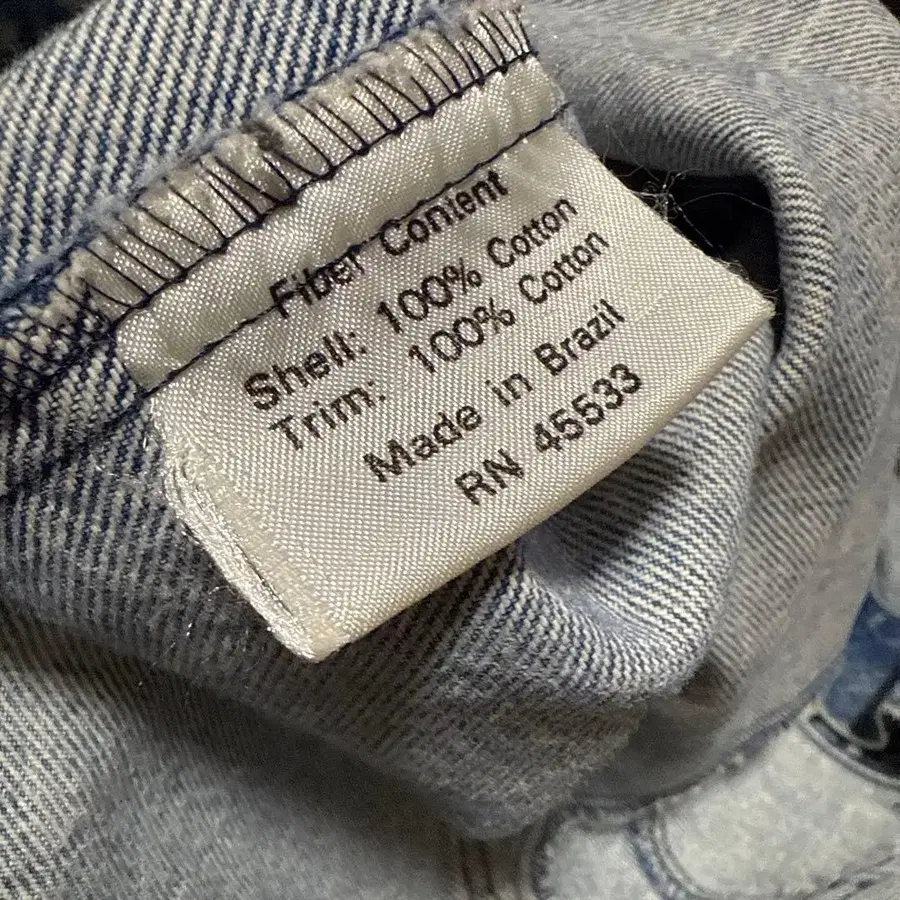 Fiber Content
Shell: 100% Cotton
Trim: 100% Cotton
Made in Brazil
RN 45533